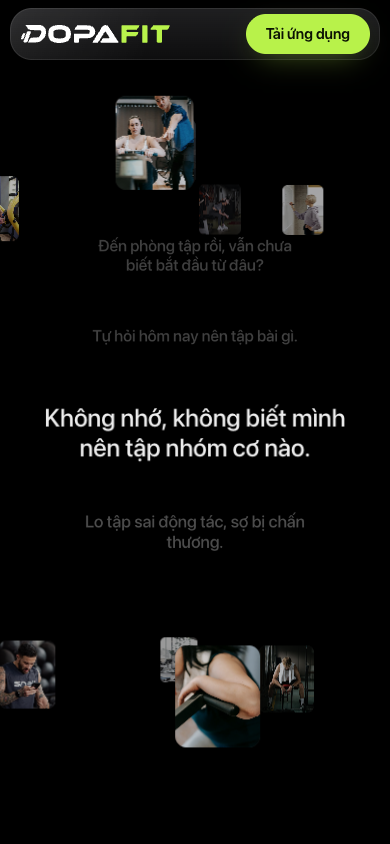 DOPAFIT
Tải ứng dụng
Đến phòng tập rồi, vẫn chưa
biết bắt đầu từ đâu?
Tự hỏi hôm nay nên tập bài gì.
Không nhớ, không biết mình
nên tập nhóm cơ nào.
Lo tập sai động tác, sợ bị chấn
thương.